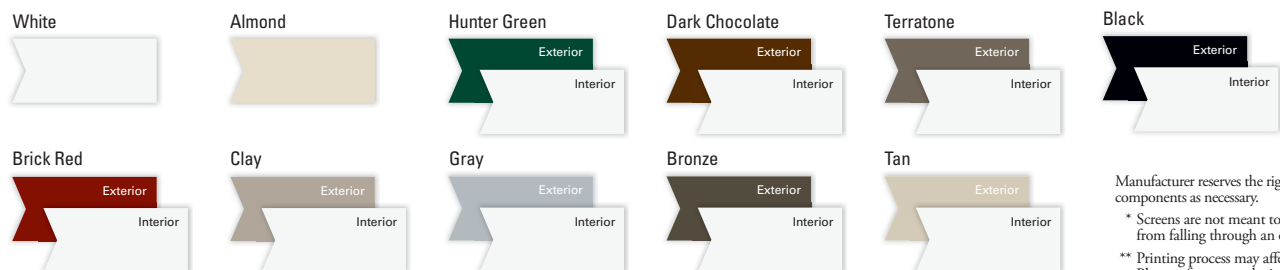 White
Almond
Hunter Green
Exterior
Interior
Dark Chocolate
Exterior
Interior
Terratone
Exterior
Interior
Black
Exterior
Interior
Brick Red
Exterior
Interior
Clay
Exterior
Interior
Gray
Exterior
Interior
Bronze
Exterior
Interior
Tan
Exterior
Interior
Manufacturer reserves the
components as necessary.
* Screens are not meant to
from falling through an
** Printing process may